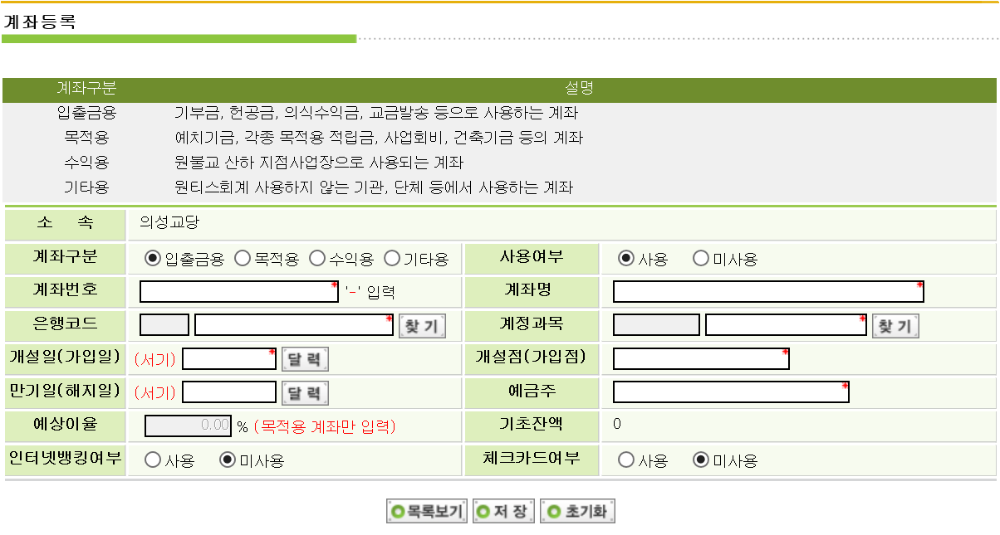 계좌등록
계좌구분 설명
입출금용 기부금, 헌공금, 의식수익금, 교금발송 등으로 사용하는 계좌
목적용 예치기금, 각종 목적용 적립금, 사업회비, 건축기금 등의 계좌
수익용 원불교 산하 지점사업장으로 사용되는 계좌
기타용 원티스회계 사용하지 않는 기관, 단체 등에서 사용하는 계좌
소 속 의성교당
계좌구분 입출금용 목적용 수익용 기타용 사용여부 사용 미사용
계좌번호 * '-' 입력 계좌명 *
은행코드 * 찾 기 계정과목 * 찾 기
개설일(가입일) (서기) * 달 력 개설점(가입점) *
만기일(해지일) (서기) 달 력 예금주 *
예상이율 0.00 % (목적용 계좌만 입력) 기초잔액 0
인터넷뱅킹여부 사용 미사용 체크카드여부 사용 미사용
목록보기 저 장 초기화